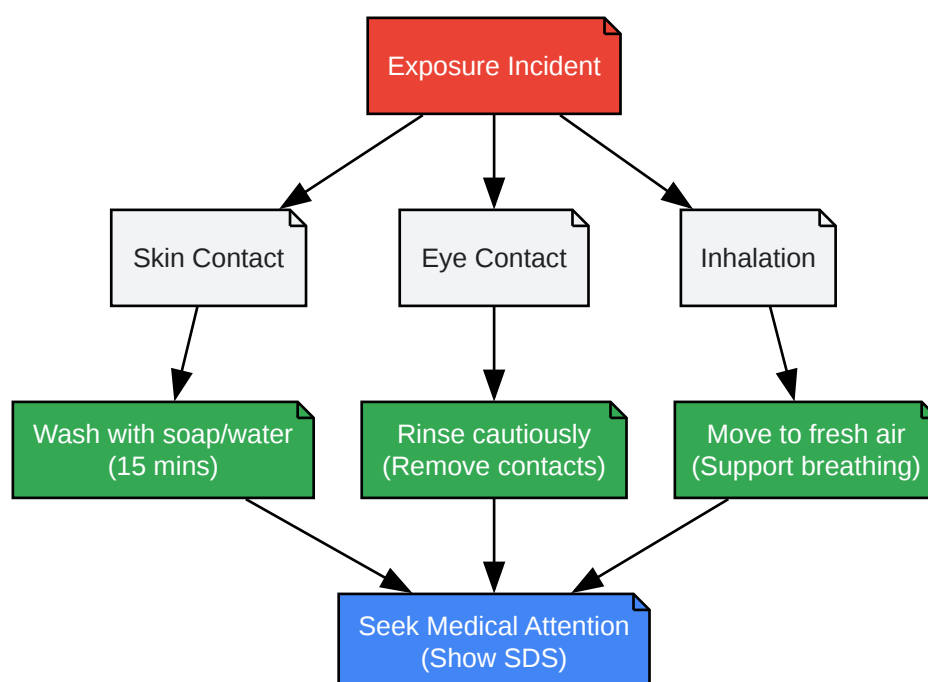 Exposure Incident
Skin Contact
Eye Contact
Inhalation
Wash with soap/water
(15 mins)
Rinse cautiously
(Remove contacts)
Move to fresh air
(Support breathing)
Seek Medical Attention
(Show SDS)